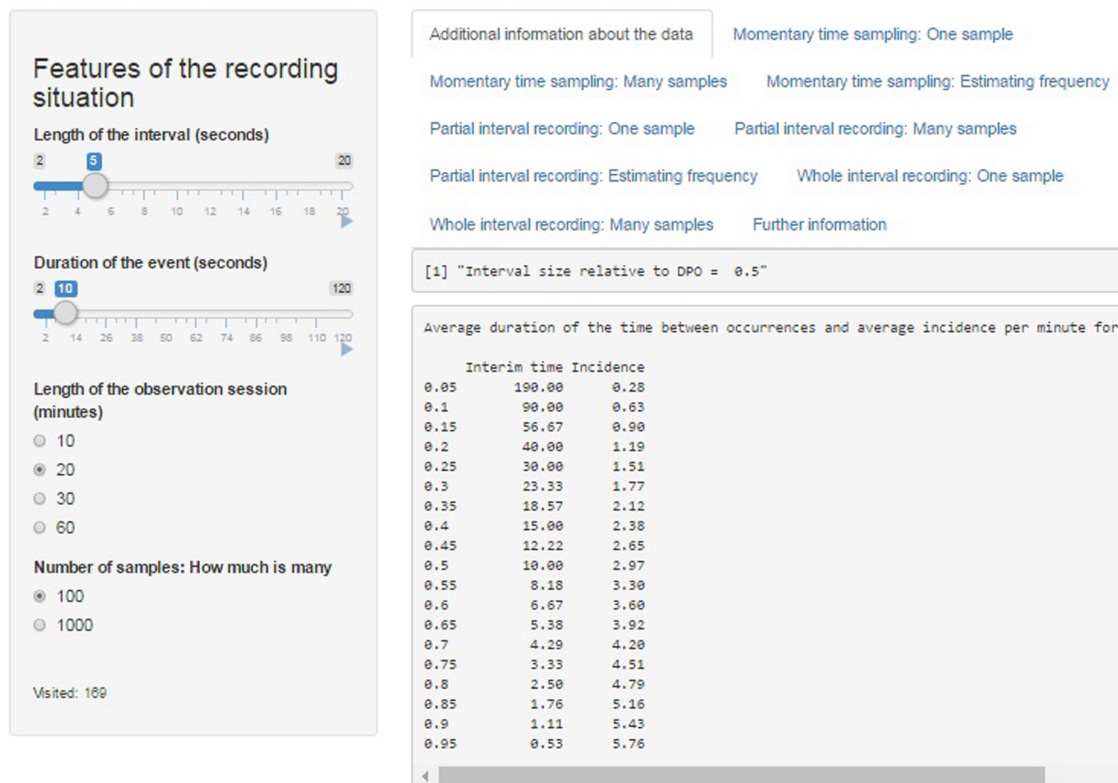 Features of the recording
situation
Length of the interval (seconds)
2 5 20
2 4 6 8 10 12 14 16 18 20
Duration of the event (seconds)
2 10 120
2 14 26 38 50 62 74 86 98 110 120
Length of the observation session
(minutes)
10
20
30
60
Number of samples: How much is many
100
1000
Visited: 169
Additional information about the data Momentary time sampling: One sample
Momentary time sampling: Many samples Momentary time sampling: Estimating frequency
Partial interval recording: One sample Partial interval recording: Many samples
Partial interval recording: Estimating frequency Whole interval recording: One sample
Whole interval recording: Many samples Further information
[1] "Interval size relative to DPO =  0.5"
Average duration of the time between occurrences and average incidence per minute for
Interim time Incidence
0.05 190.00 0.28
0.1 90.00 0.63
0.15 56.67 0.90
0.2 40.00 1.19
0.25 30.00 1.51
0.3 23.33 1.77
0.35 18.57 2.12
0.4 15.00 2.38
0.45 12.22 2.65
0.5 10.00 2.97
0.55 8.18 3.30
0.6 6.67 3.60
0.65 5.38 3.92
0.7 4.29 4.20
0.75 3.33 4.51
0.8 2.50 4.79
0.85 1.76 5.16
0.9 1.11 5.43
0.95 0.53 5.76